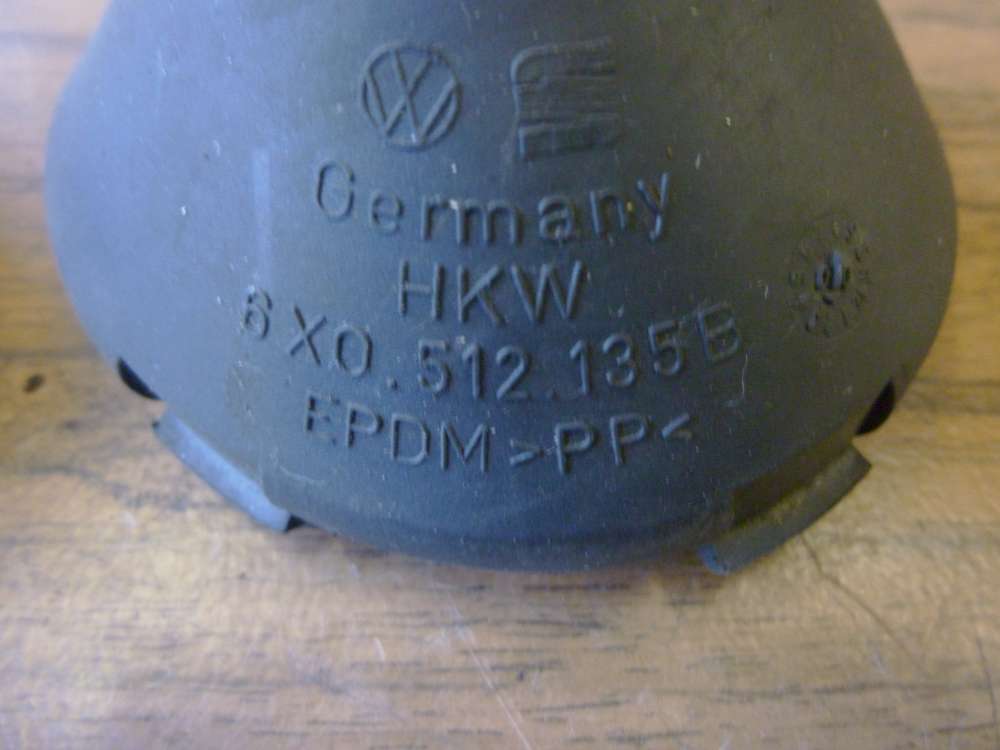 Germany
HKW
6X0.512.135B
EPDM >PP<